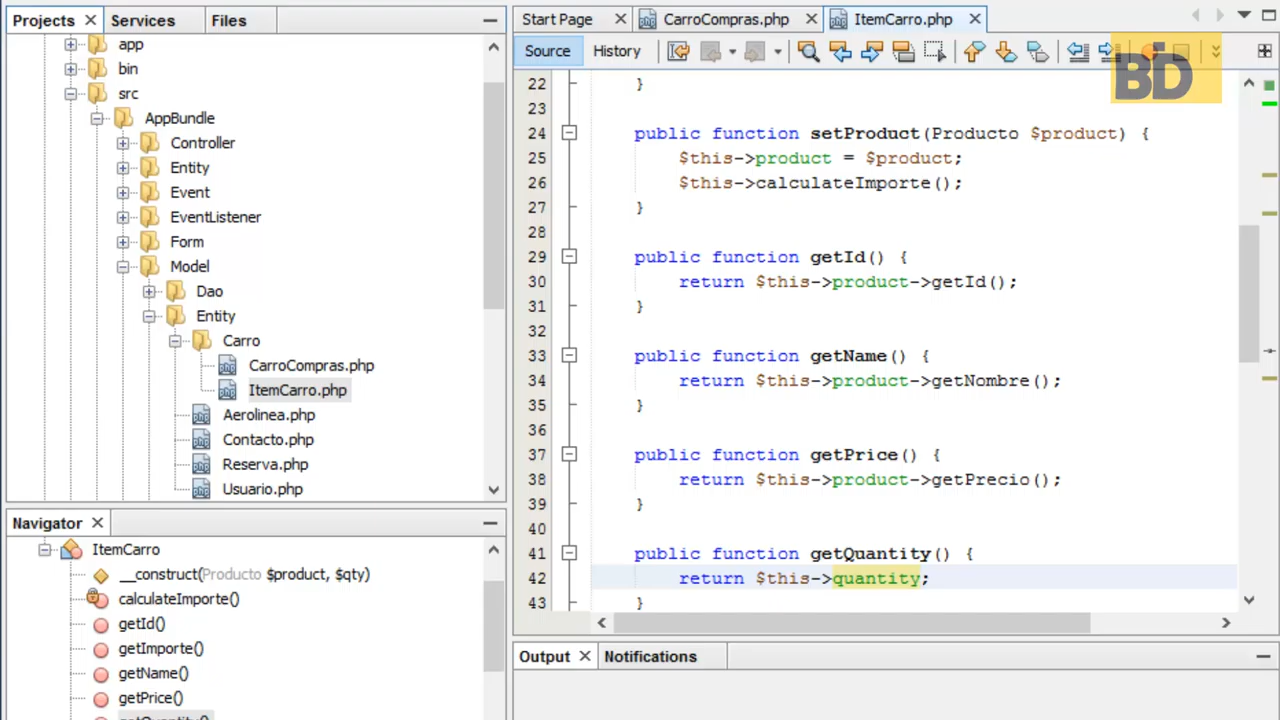 Projects
Services
Files
app
bin
src
AppBundle
Controller
Entity
Event
EventListener
Form
Model
Dao
Entity
Carro
CarroCompras.php
ItemCarro.php
Aerolinea.php
Contacto.php
Reserva.php
Usuario.php
Navigator
ItemCarro
__construct(Producto $product, $qty)
calculateImporte()
getId()
getImporte()
getName()
getPrice()
getQuantity()
Start Page
CarroCompras.php
ItemCarro.php
Source
History
BD
22 }
23
24 public function setProduct(Producto $product) {
25 $this->product = $product;
26 $this->calculateImporte();
27 }
28
29 public function getId() {
30 return $this->product->getId();
31 }
32
33 public function getName() {
34 return $this->product->getNombre();
35 }
36
37 public function getPrice() {
38 return $this->product->getPrecio();
39 }
40
41 public function getQuantity() {
42 return $this->quantity;
43 }
Output
Notifications